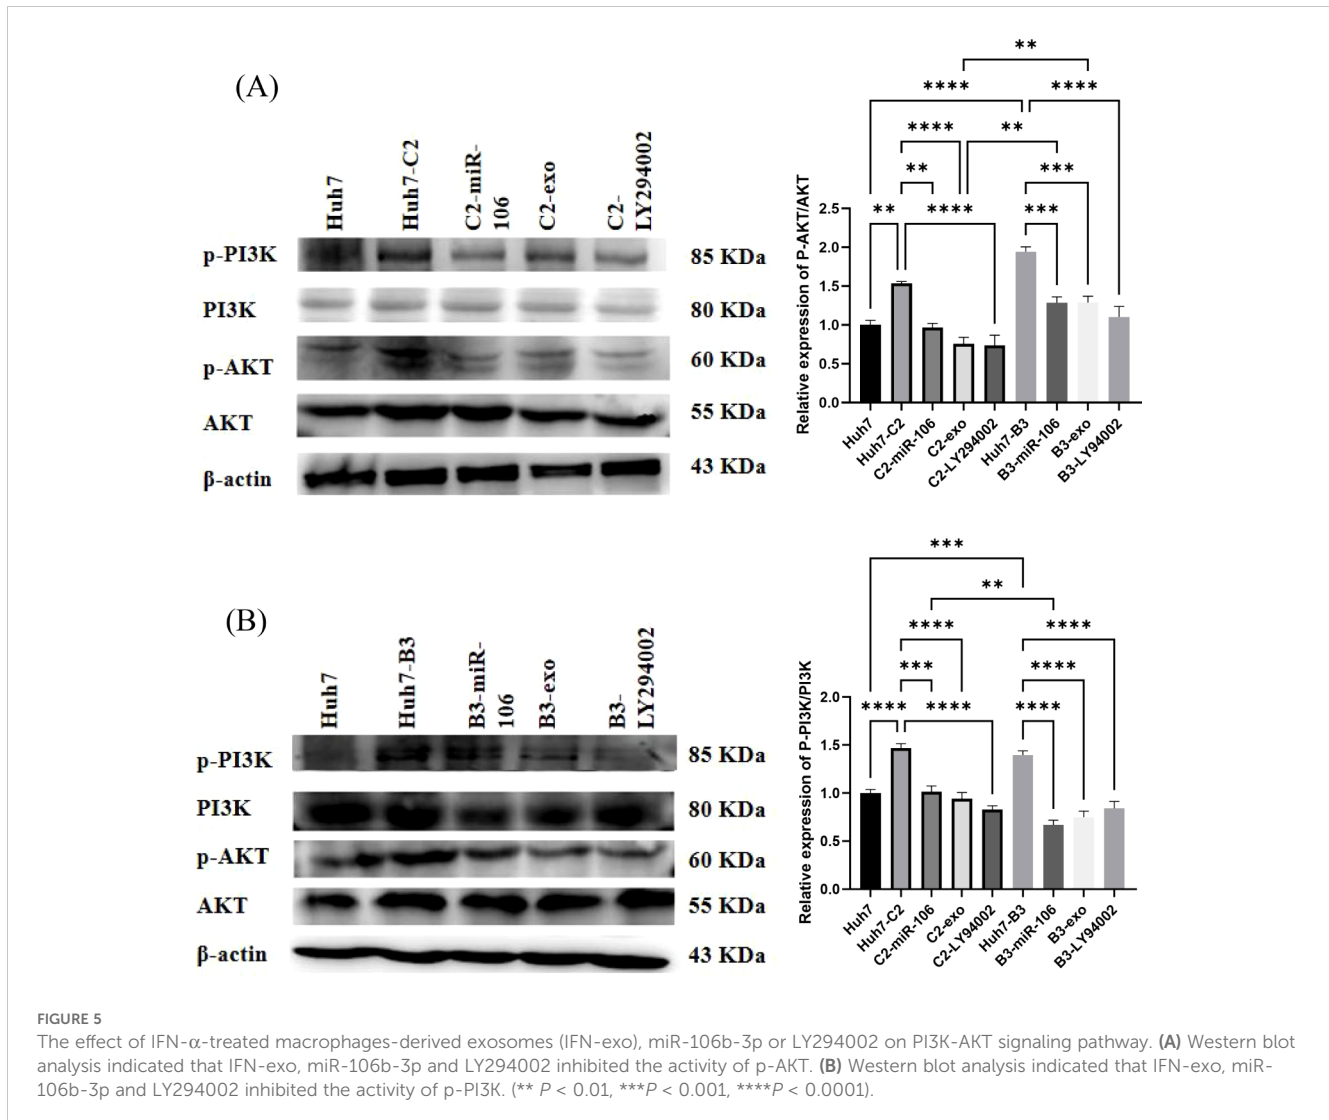 (A)
Huh7
Huh7-C2
C2-miR-
106
C2-exo
C2-
LY294002
p-PI3K
85 KDa
PI3K
80 KDa
p-AKT
60 KDa
AKT
55 KDa
β-actin
43 KDa
**
****
****
****
**
**
***
**
****
***
Relative expression of P-AKT/AKT
2.5
2.0
1.5
1.0
0.5
0.0
Huh7
Huh7-C2
C2-miR-106
C2-exo
C2-LY294002
Huh7-B3
B3-miR-106
B3-exo
B3-LY94002
(B)
Huh7
Huh7-B3
B3-miR-
106
B3-exo
B3-
LY294002
p-PI3K
85 KDa
PI3K
80 KDa
p-AKT
60 KDa
AKT
55 KDa
β-actin
43 KDa
***
**
****
****
***
****
****
****
****
Relative expression of P-PI3K/PI3K
2.0
1.5
1.0
0.5
0.0
Huh7
Huh7-C2
C2-miR-106
C2-exo
C2-LY94002
Huh7-B3
B3-miR-106
B3-exo
B3-LY94002
FIGURE 5
The effect of IFN-α-treated macrophages-derived exosomes (IFN-exo), miR-106b-3p or LY294002 on PI3K-AKT signaling pathway. (A) Western blot
analysis indicated that IFN-exo, miR-106b-3p and LY294002 inhibited the activity of p-AKT. (B) Western blot analysis indicated that IFN-exo, miR-
106b-3p and LY294002 inhibited the activity of p-PI3K. (** P < 0.01, ***P < 0.001, ****P < 0.0001).